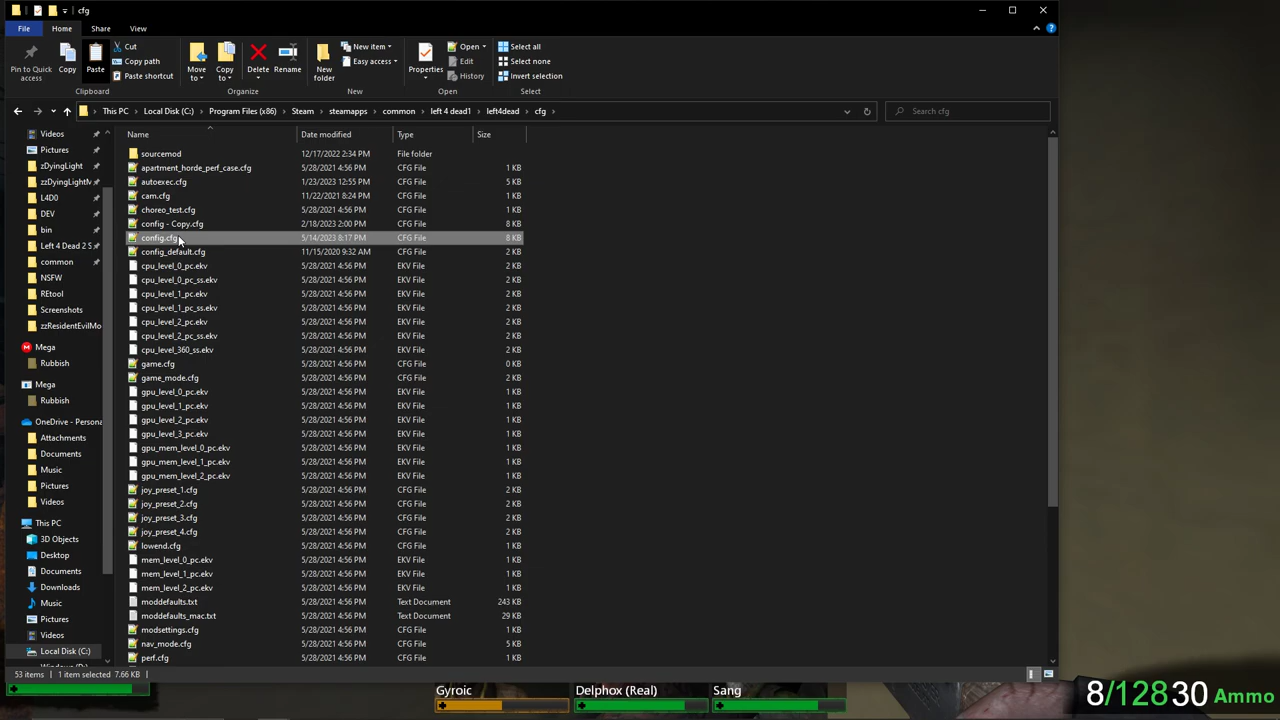 cfg
File Home Share View
Pin to Quick access
Copy
Paste
Cut
Copy path
Paste shortcut
Clipboard
Move to
Copy to
Delete
Rename
Organize
New folder
New item
Easy access
New
Properties
Open
Edit
History
Open
Select all
Select none
Invert selection
Select
This PC > Local Disk (C:) > Program Files (x86) > Steam > steamapps > common > left 4 dead1 > left4dead > cfg >
Search cfg
Videos
Pictures
zDyingLight
zzDyingLightM
L4D0
DEV
bin
Left 4 Dead 2 S
common
NSFW
REtool
Screenshots
zzResidentEvilMo
Mega
Rubbish
Mega
Rubbish
OneDrive - Persona
Attachments
Documents
Music
Pictures
Videos
This PC
3D Objects
Desktop
Documents
Downloads
Music
Pictures
Videos
Local Disk (C:)
Name Date modified Type Size
sourcemod 12/17/2022 2:34 PM File folder
apartment_horde_perf_case.cfg 5/28/2021 4:56 PM CFG File 1 KB
autoexec.cfg 1/23/2023 12:55 PM CFG File 5 KB
cam.cfg 11/22/2021 8:24 PM CFG File 1 KB
choreo_test.cfg 5/28/2021 4:56 PM CFG File 1 KB
config - Copy.cfg 2/18/2023 2:00 PM CFG File 8 KB
config.cfg 5/14/2023 8:17 PM CFG File 8 KB
config_default.cfg 11/15/2020 9:32 AM CFG File 2 KB
cpu_level_0_pc.ekv 5/28/2021 4:56 PM EKV File 2 KB
cpu_level_0_pc_ss.ekv 5/28/2021 4:56 PM EKV File 2 KB
cpu_level_1_pc.ekv 5/28/2021 4:56 PM EKV File 2 KB
cpu_level_1_pc_ss.ekv 5/28/2021 4:56 PM EKV File 2 KB
cpu_level_2_pc.ekv 5/28/2021 4:56 PM EKV File 2 KB
cpu_level_2_pc_ss.ekv 5/28/2021 4:56 PM EKV File 2 KB
cpu_level_360_ss.ekv 5/28/2021 4:56 PM EKV File 2 KB
game.cfg 5/28/2021 4:56 PM CFG File 0 KB
game_mode.cfg 5/28/2021 4:56 PM CFG File 2 KB
gpu_level_0_pc.ekv 5/28/2021 4:56 PM EKV File 1 KB
gpu_level_1_pc.ekv 5/28/2021 4:56 PM EKV File 1 KB
gpu_level_2_pc.ekv 5/28/2021 4:56 PM EKV File 1 KB
gpu_level_3_pc.ekv 5/28/2021 4:56 PM EKV File 1 KB
gpu_mem_level_0_pc.ekv 5/28/2021 4:56 PM EKV File 1 KB
gpu_mem_level_1_pc.ekv 5/28/2021 4:56 PM EKV File 1 KB
gpu_mem_level_2_pc.ekv 5/28/2021 4:56 PM EKV File 1 KB
joy_preset_1.cfg 5/28/2021 4:56 PM CFG File 2 KB
joy_preset_2.cfg 5/28/2021 4:56 PM CFG File 2 KB
joy_preset_3.cfg 5/28/2021 4:56 PM CFG File 2 KB
joy_preset_4.cfg 5/28/2021 4:56 PM CFG File 2 KB
lowend.cfg 5/28/2021 4:56 PM CFG File 1 KB
mem_level_0_pc.ekv 5/28/2021 4:56 PM EKV File 1 KB
mem_level_1_pc.ekv 5/28/2021 4:56 PM EKV File 1 KB
mem_level_2_pc.ekv 5/28/2021 4:56 PM EKV File 1 KB
moddefaults.txt 5/28/2021 4:56 PM Text Document 243 KB
moddefaults_mac.txt 5/28/2021 4:56 PM Text Document 29 KB
modsettings.cfg 5/28/2021 4:56 PM CFG File 1 KB
nav_mode.cfg 5/28/2021 4:56 PM CFG File 5 KB
perf.cfg 5/28/2021 4:56 PM CFG File 1 KB
53 items 1 item selected 7.66 KB
Gyroic Delphox (Real) Sang
8/128 30 Ammo